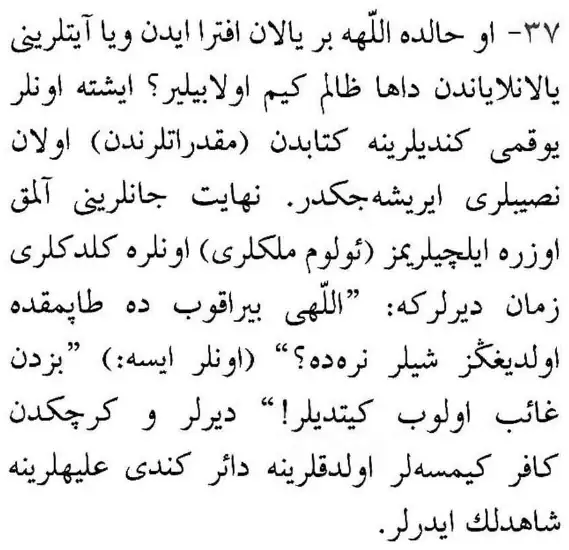 ٣٧- او حالده اللّٰهه بر يالان افترا ايدن ويا آيتلرينى
يالانلاياندن داها ظالم كيم اولابيلير؟ ايشته اونلر
يوقمى كنديلرينه كتابدن (مقدراتلرندن) اولان
نصيبلرى ايريشه‌جكدر. نهايت جانلرينى آلمق
اوزره ايلچيلريمز (ئولوم ملكلرى) اونلره كلدكلرى
زمان ديرلركه: ”اللّٰهى بيراقوب ده طاپمقده
اولديغڭز شيلر نره‌ده؟“ (اونلر ايسه:) ”بزدن
غائب اولوب كيتديلر!“ ديرلر و كرچكدن
كافر كيمسه‌لر اولدقلرينه دائر كندى عليهلرينه
شاهدلك ايدرلر.